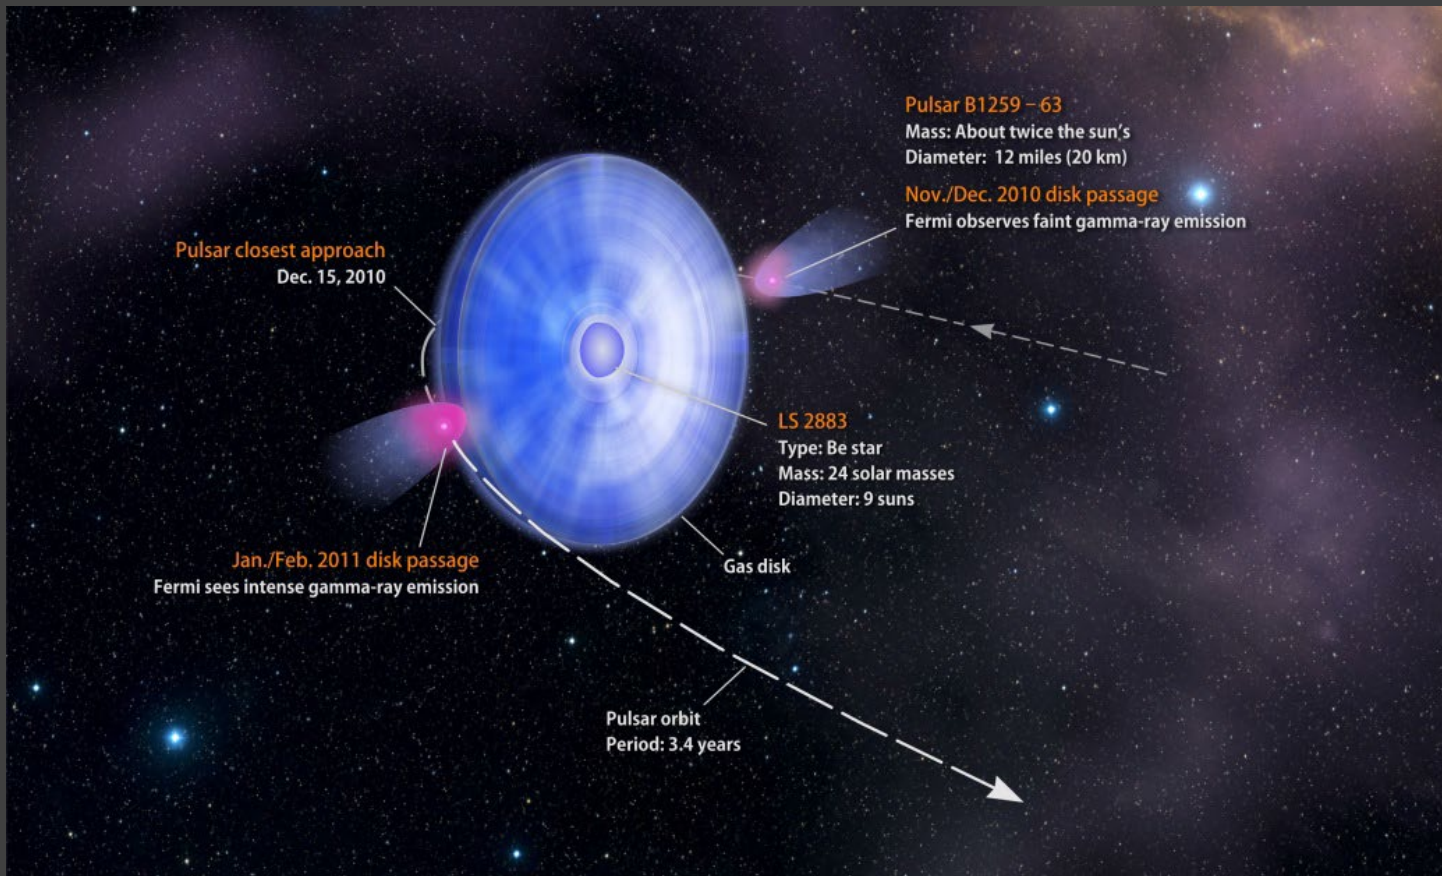 Pulsar B1259 – 63
Mass: About twice the sun's
Diameter: 12 miles (20 km)
Nov./Dec. 2010 disk passage
Fermi observes faint gamma-ray emission
Pulsar closest approach
Dec. 15, 2010
LS 2883
Type: Be star
Mass: 24 solar masses
Diameter: 9 suns
Jan./Feb. 2011 disk passage
Fermi sees intense gamma-ray emission
Gas disk
Pulsar orbit
Period: 3.4 years